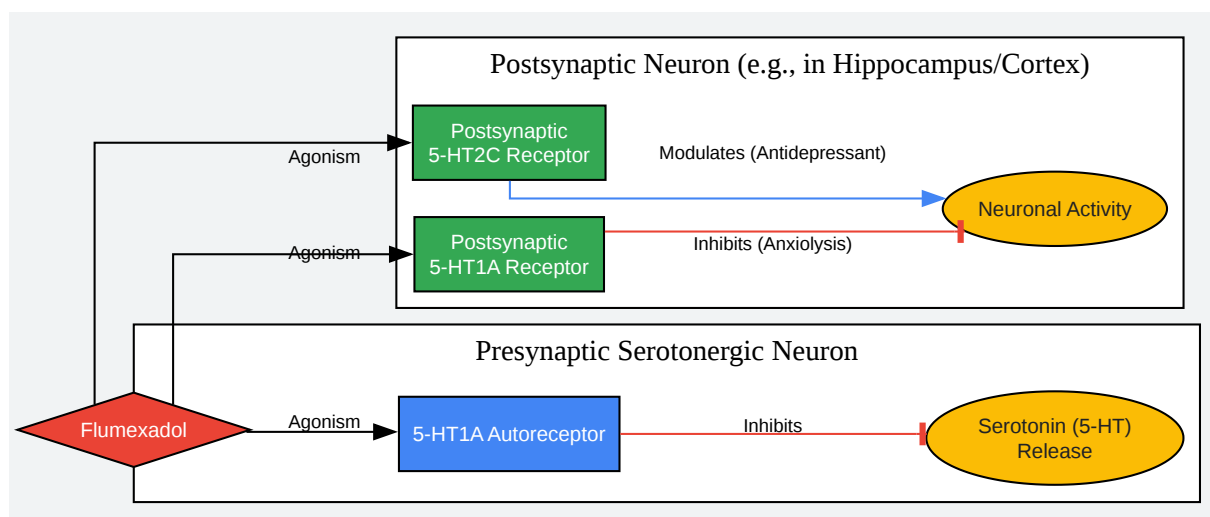 Postsynaptic Neuron (e.g., in Hippocampus/Cortex)
Postsynaptic
5-HT2C Receptor
Agonism
Modulates (Antidepressant)
Neuronal Activity
Postsynaptic
5-HT1A Receptor
Agonism
Inhibits (Anxiolysis)
Presynaptic Serotonergic Neuron
Flumexadol
Agonism
5-HT1A Autoreceptor
Inhibits
Serotonin (5-HT)
Release